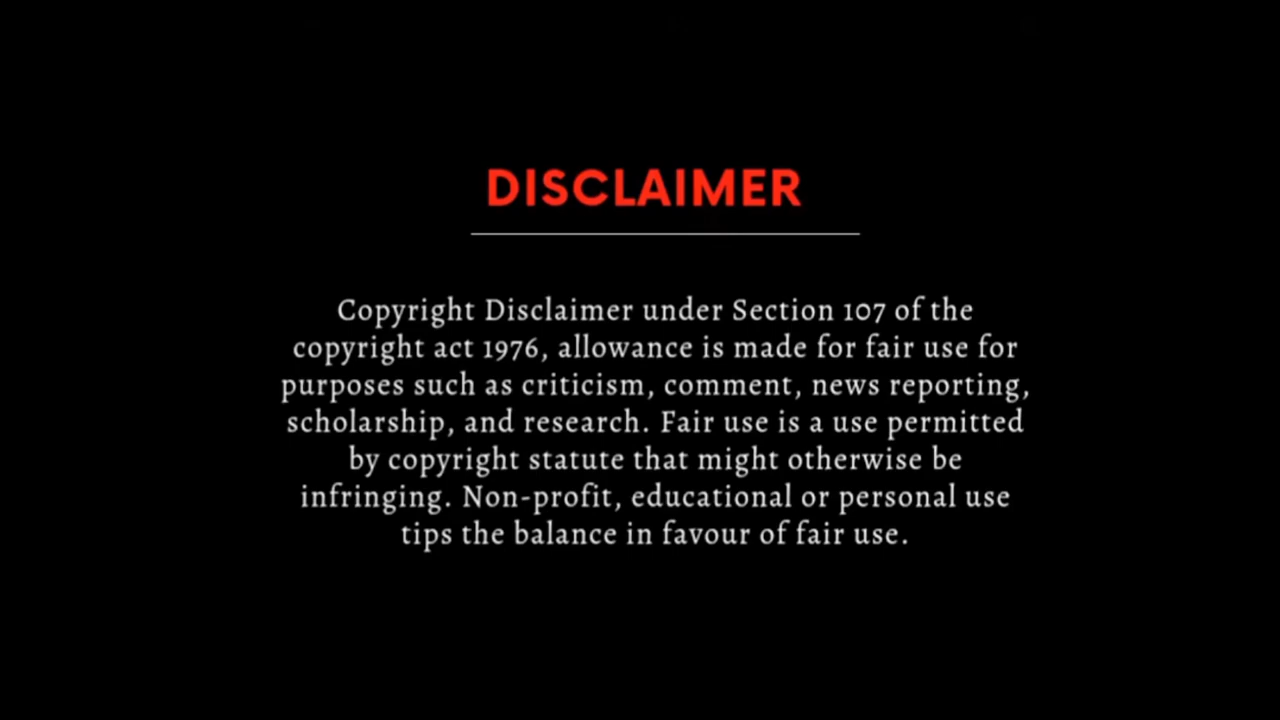 DISCLAIMER
Copyright Disclaimer under Section 107 of the
copyright act 1976, allowance is made for fair use for
purposes such as criticism, comment, news reporting,
scholarship, and research. Fair use is a use permitted
by copyright statute that might otherwise be
infringing. Non-profit, educational or personal use
tips the balance in favour of fair use.